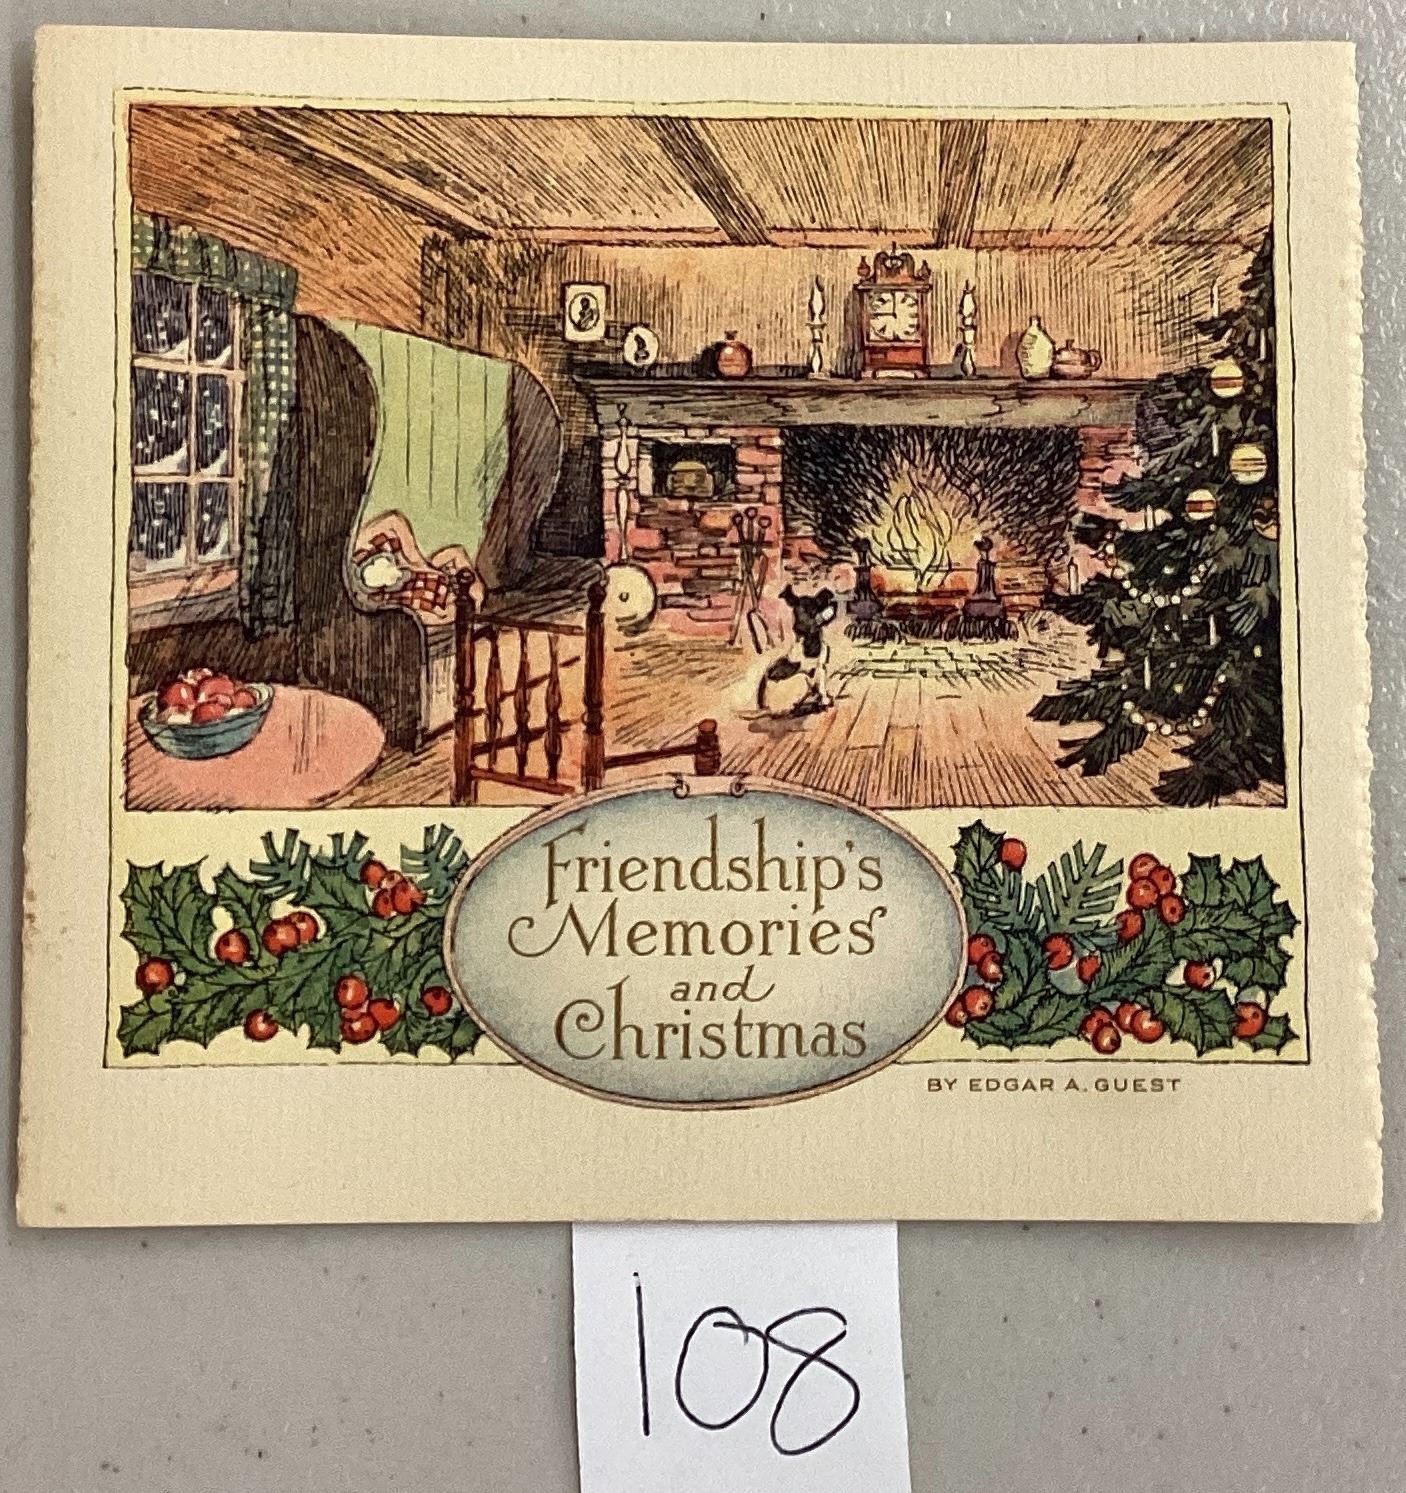 Friendship's
Memories
and
Christmas
BY EDGAR A. GUEST
108